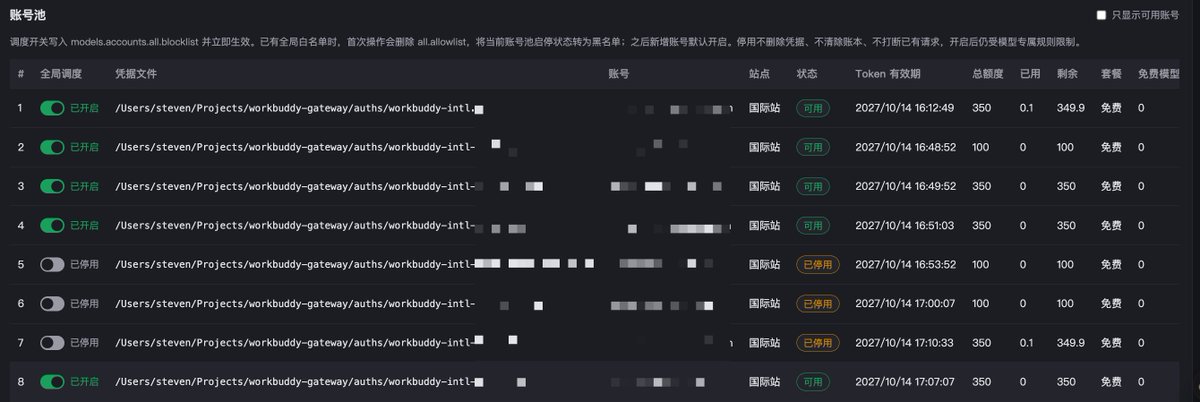 账号池
只显示可用账号
调度开关写入 models.accounts.all.blocklist 并立即生效。已有全局白名单时，首次操作会删除 all.allowlist，将当前账号池启停状态转为黑名单；之后新增账号默认开启。停用不删除凭据、不清除账本、不打断已有请求，开启后仍受模型专属规则限制。
# 全局调度 凭据文件 账号 站点 状态 Token 有效期 总额度 已用 剩余 套餐 免费模型
1 已开启 /Users/steven/Projects/workbuddy-gateway/auths/workbuddy-intl. 国际站 可用 2027/10/14 16:12:49 350 0.1 349.9 免费 0
2 已开启 /Users/steven/Projects/workbuddy-gateway/auths/workbuddy-intl- 国际站 可用 2027/10/14 16:48:52 100 0 100 免费 0
3 已开启 /Users/steven/Projects/workbuddy-gateway/auths/workbuddy-intl- 国际站 可用 2027/10/14 16:49:52 350 0 350 免费 0
4 已开启 /Users/steven/Projects/workbuddy-gateway/auths/workbuddy-intl- 国际站 可用 2027/10/14 16:51:03 350 0 350 免费 0
5 已停用 /Users/steven/Projects/workbuddy-gateway/auths/workbuddy-intl- 国际站 已停用 2027/10/14 16:53:52 100 0 100 免费 0
6 已停用 /Users/steven/Projects/workbuddy-gateway/auths/workbuddy-intl- 国际站 已停用 2027/10/14 17:00:07 100 0 100 免费 0
7 已停用 /Users/steven/Projects/workbuddy-gateway/auths/workbuddy-intl- 国际站 已停用 2027/10/14 17:10:33 350 0.1 349.9 免费 0
8 已开启 /Users/steven/Projects/workbuddy-gateway/auths/workbuddy-intl- 国际站 可用 2027/10/14 17:07:07 350 0 350 免费 0